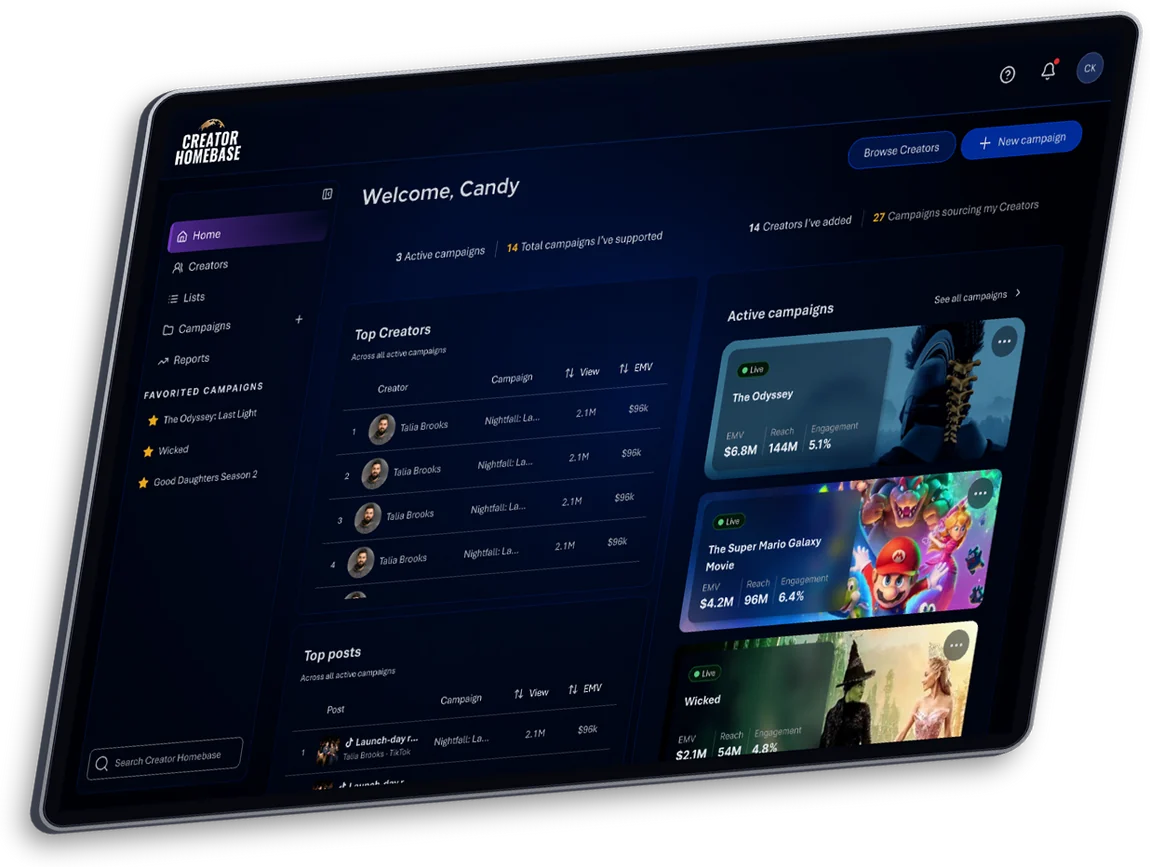 CREATOR
HOMEBASE
CK
Browse Creators
+ New campaign
Welcome, Candy
3 Active campaigns
14 Total campaigns I've supported
14 Creators I've added
27 Campaigns sourcing my Creators
Home
Creators
Lists
Campaigns +
Reports
FAVORITED CAMPAIGNS
The Odyssey: Last Light
Wicked
Good Daughters Season 2
Search Creator Homebase
Top Creators
Across all active campaigns
Creator Campaign View EMV
1 Talia Brooks Nightfall: La... 2.1M $96k
2 Talia Brooks Nightfall: La... 2.1M $96k
3 Talia Brooks Nightfall: La... 2.1M $96k
4 Talia Brooks Nightfall: La... 2.1M $96k
Top posts
Across all active campaigns
Post Campaign View EMV
1 Launch-day r... Nightfall: La... 2.1M $96k
Talia Brooks · TikTok
Launch-day r
Active campaigns
See all campaigns
Live
The Odyssey
EMV Reach Engagement
$6.8M 144M 5.1%
Live
The Super Mario Galaxy
Movie
EMV Reach Engagement
$4.2M 96M 6.4%
Live
Wicked
EMV Reach Engagement
$2.1M 54M 4.8%